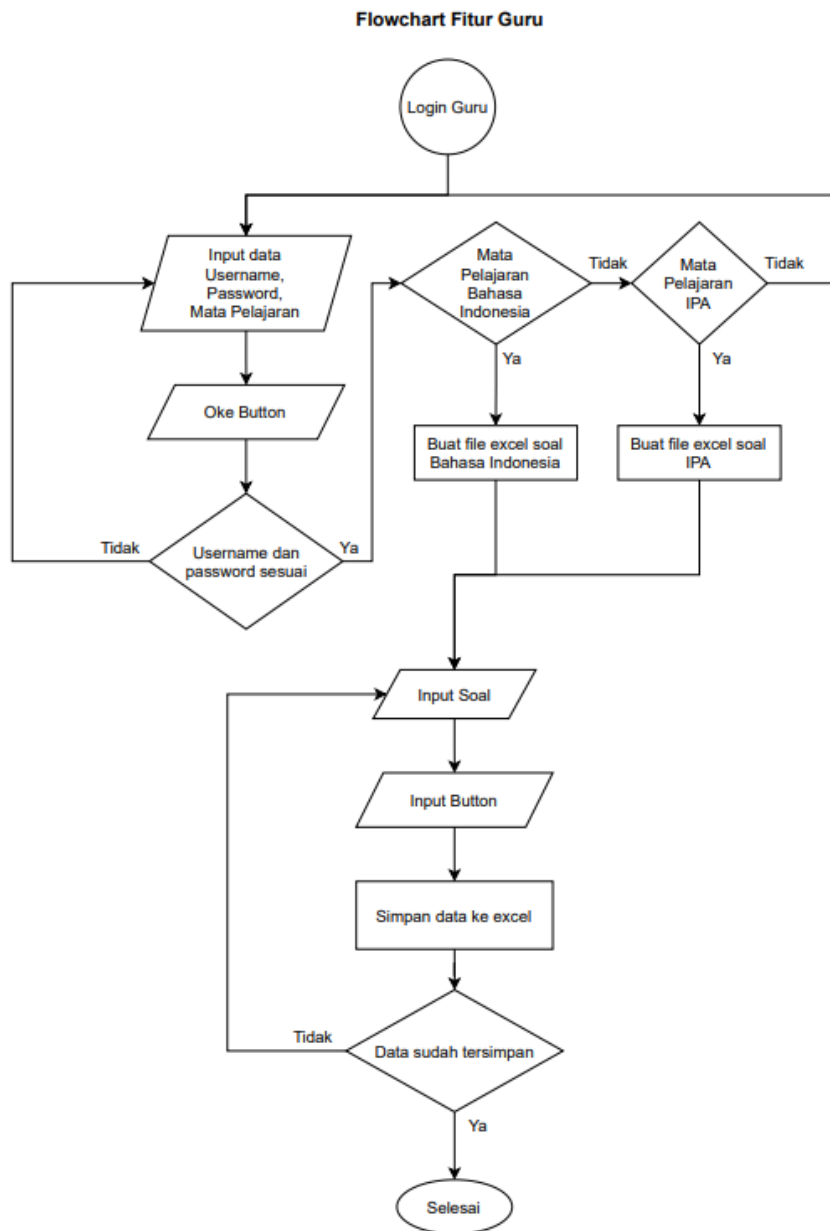 Flowchart Fitur Guru
Login Guru
Input data
Username,
Password,
Mata Pelajaran
Mata
Pelajaran
Bahasa
Indonesia
Tidak
Mata
Pelajaran
IPA
Tidak
Ya
Ya
Oke Button
Buat file excel soal
Bahasa Indonesia
Buat file excel soal
IPA
Tidak
Username dan
password sesuai
Ya
Input Soal
Input Button
Simpan data ke excel
Tidak
Data sudah tersimpan
Ya
Selesai